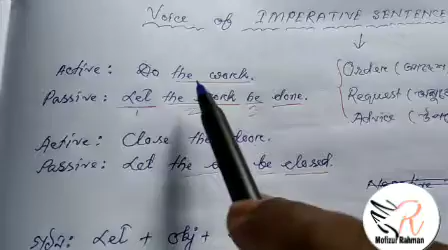 Voice of IMPERATIVE SENTENCE
Active: Do the work.
Passive: Let the work be done.
Order
Request
Advice
Active: Close the door.
Passive: Let the be closed.
Let + obj +
R
Mofizur Rahman